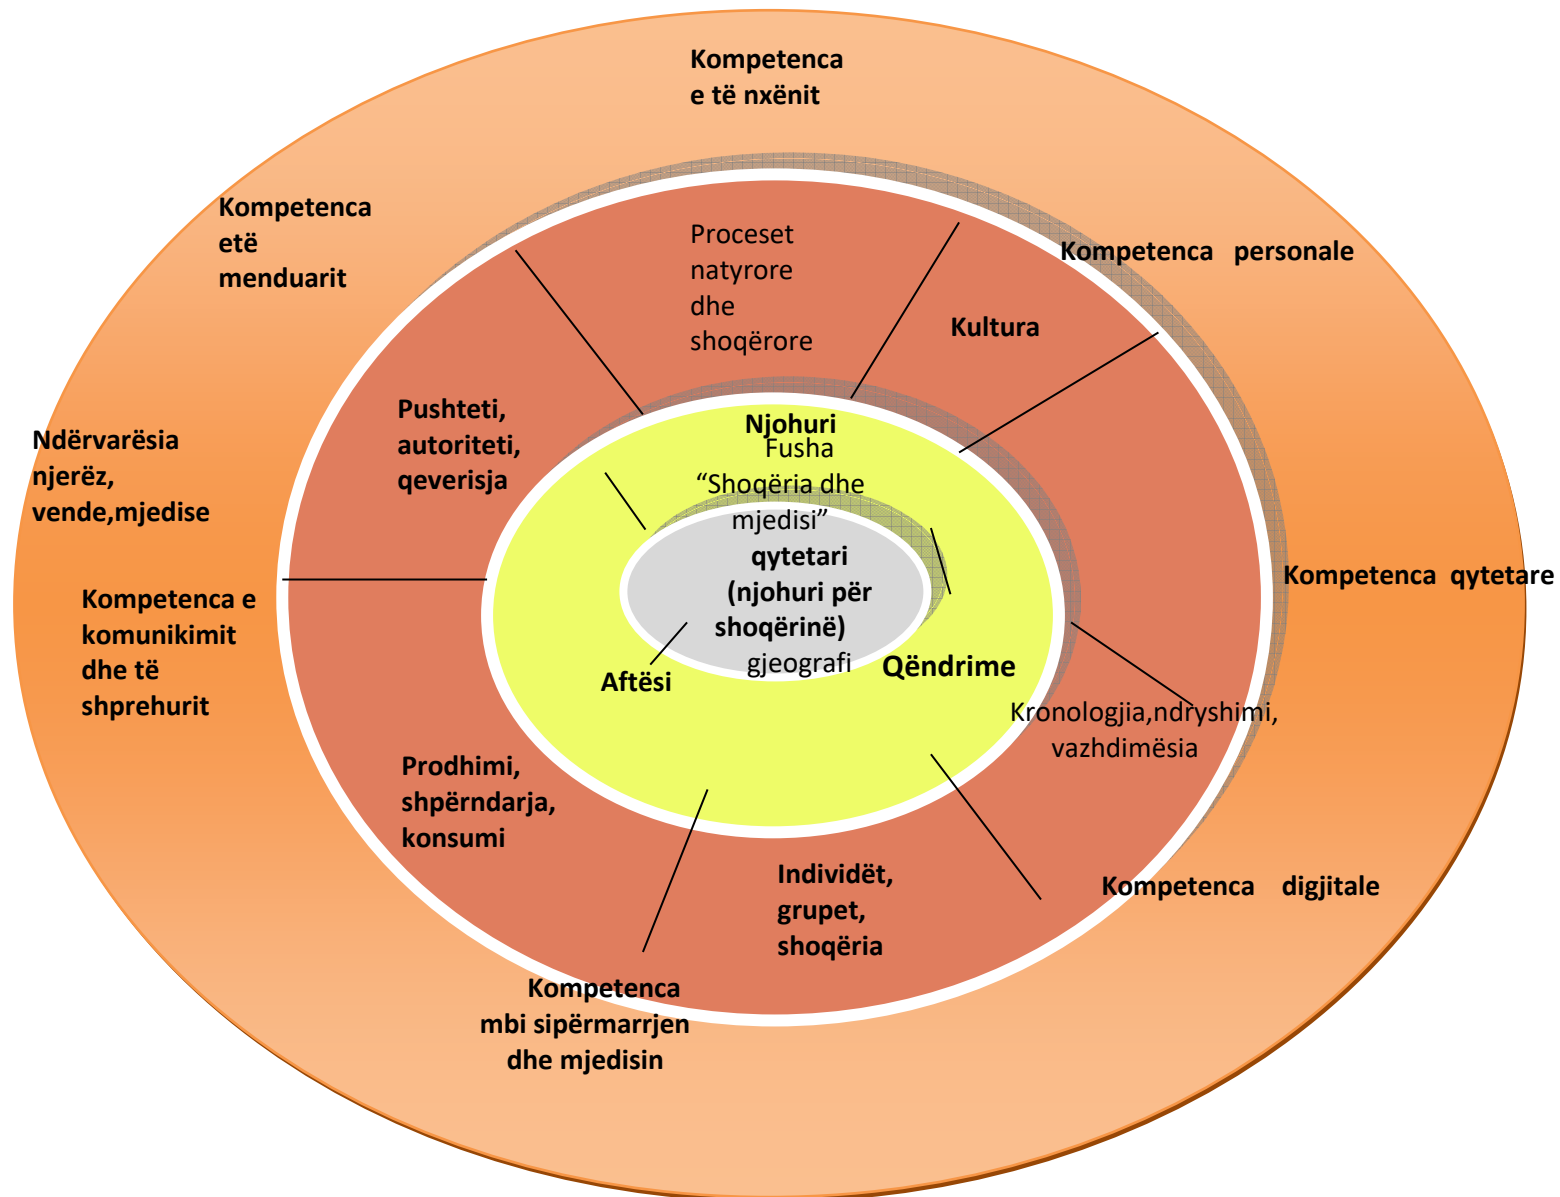 Kompetenca
e të nxënit
Kompetenca
etë
menduarit
Proceset
natyrore
dhe
shoqërore
Kompetenca personale
Kultura
Pushteti,
autoriteti,
qeverisja
Ndërvarësia
njerëz,
vende,mjedise
Njohuri
Fusha
“Shoqëria dhe
mjedisi”
qytetari
(njohuri për
shoqërinë)
gjeografi
Aftësi
Qëndrime
Kompetenca qytetare
Kompetenca e
komunikimit
dhe të
shprehurit
Kronologjia,ndryshimi,
vazhdimësia
Prodhimi,
shpërndarja,
konsumi
Individët,
grupet,
shoqëria
Kompetenca digjitale
Kompetenca
mbi sipërmarrjen
dhe mjedisin